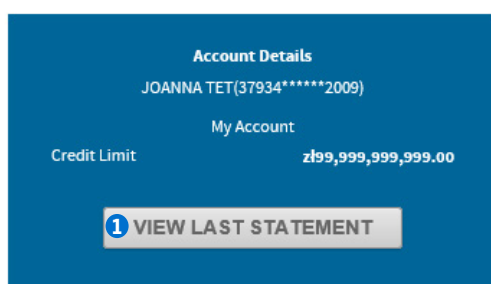 Account Details
JOANNA TET(37934******2009)
My Account
Credit Limit zł99,999,999,999.00
1 VIEW LAST STATEMENT